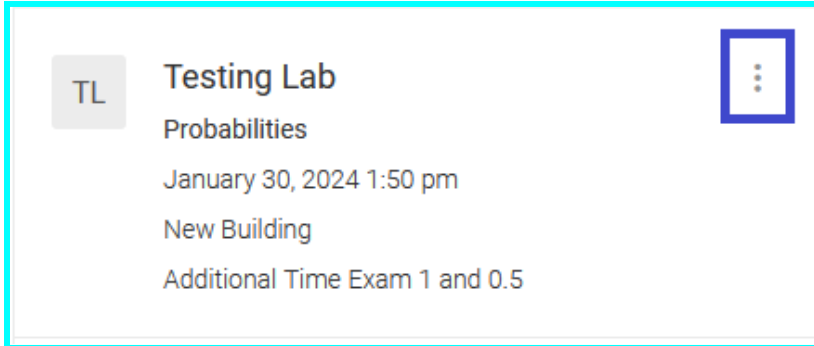 TL
Testing Lab
Probabilities
January 30, 2024 1:50 pm
New Building
Additional Time Exam 1 and 0.5